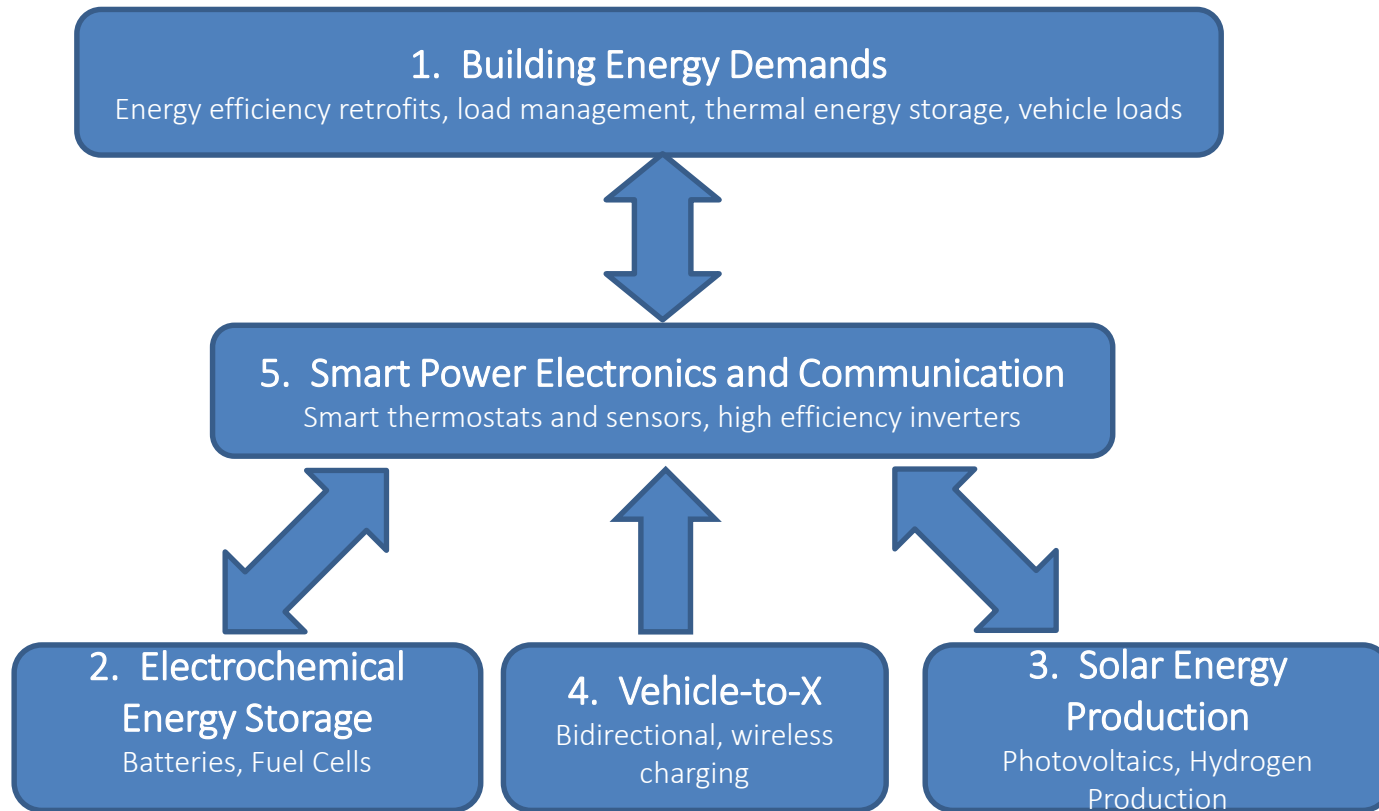 1. Building Energy Demands
Energy efficiency retrofits, load management, thermal energy storage, vehicle loads
5. Smart Power Electronics and Communication
Smart thermostats and sensors, high efficiency inverters
2. Electrochemical
Energy Storage
Batteries, Fuel Cells
4. Vehicle-to-X
Bidirectional, wireless
charging
3. Solar Energy
Production
Photovoltaics, Hydrogen
Production